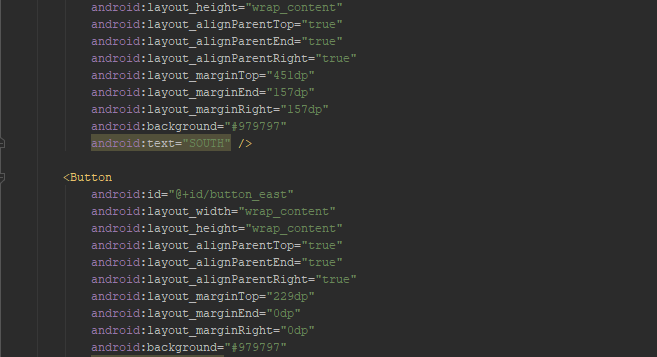 android:layout_height="wrap_content"
android:layout_alignParentTop="true"
android:layout_alignParentEnd="true"
android:layout_alignParentRight="true"
android:layout_marginTop="451dp"
android:layout_marginEnd="157dp"
android:layout_marginRight="157dp"
android:background="#979797"
android:text="SOUTH" />
<Button
android:id="@+id/button_east"
android:layout_width="wrap_content"
android:layout_height="wrap_content"
android:layout_alignParentTop="true"
android:layout_alignParentEnd="true"
android:layout_alignParentRight="true"
android:layout_marginTop="229dp"
android:layout_marginEnd="0dp"
android:layout_marginRight="0dp"
android:background="#979797"